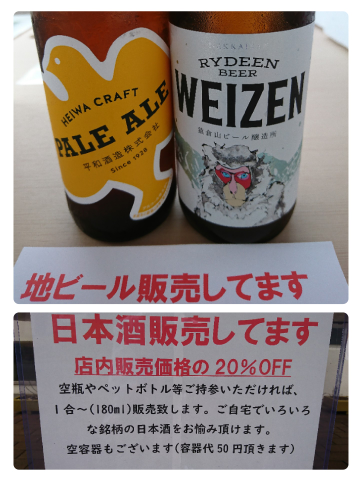 HEIWA CRAFT
PALE ALE
平和酒造株式会社
Since 1928
RYDEEN
BEER
WEIZEN
猿倉山ビール醸造所
地ビール販売してます
日本酒販売してます
店内販売価格の20%OFF
空瓶やペットボトル等ご持参いただければ、
1合～(180ml)販売致します。ご自宅でいろいろ
な銘柄の日本酒をお愉み頂けます。
空容器もございます(容器代50円頂きます)